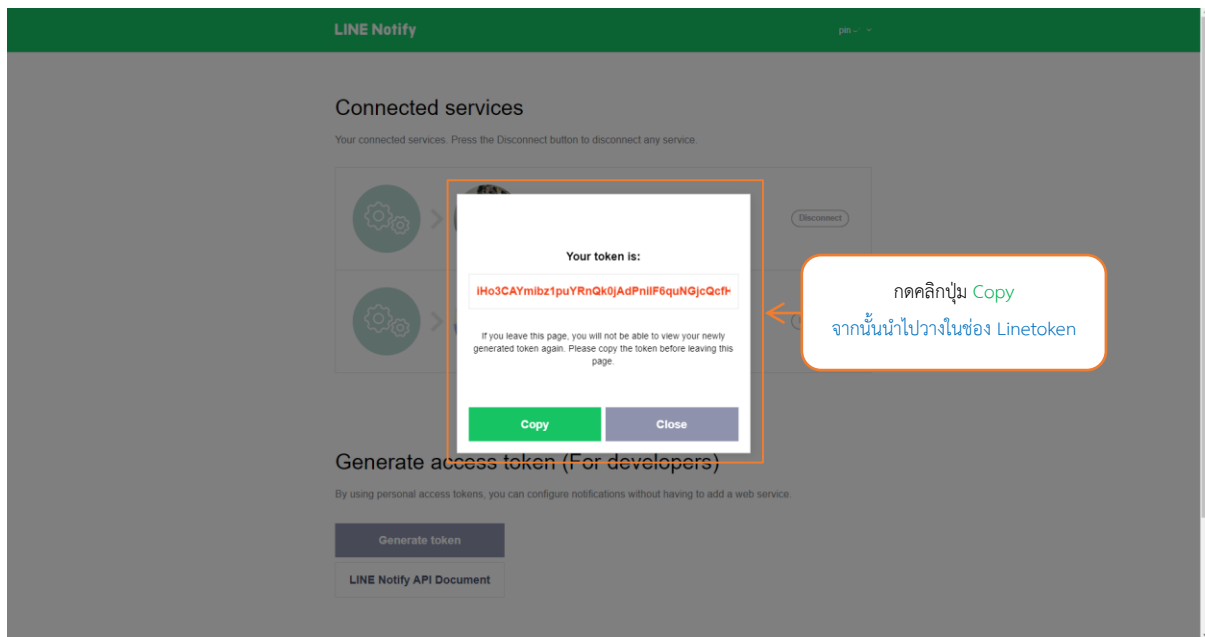 LINE Notify
Connected services
Your connected services. Press the Disconnect button to disconnect any service.
Disconnect
Your token is:
iHo3CAYmibz1puYRnQk0jAdPnilF6quNGjcQcfH
If you leave this page, you will not be able to view your newly
generated token again. Please copy the token before leaving this
page.
Copy
Close
กดคลิกปุ่ม Copy
จากนั้นนำไปวางในช่อง Linetoken
Generate access token (For developers)
By using personal access tokens, you can configure notifications without having to add a web service.
Generate token
LINE Notify API Document